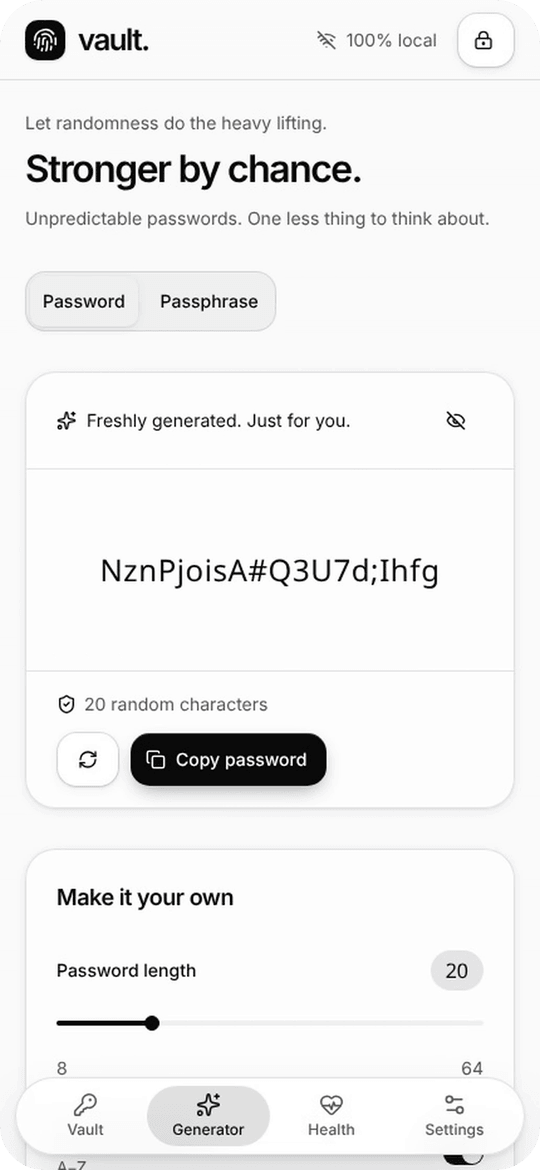 vault.
100% local
Let randomness do the heavy lifting.
Stronger by chance.
Unpredictable passwords. One less thing to think about.
Password
Passphrase
Freshly generated. Just for you.
NznPjoisA#Q3U7d;Ihfg
20 random characters
Copy password
Make it your own
Password length
20
8
64
Vault
Generator
Health
Settings
A–Z